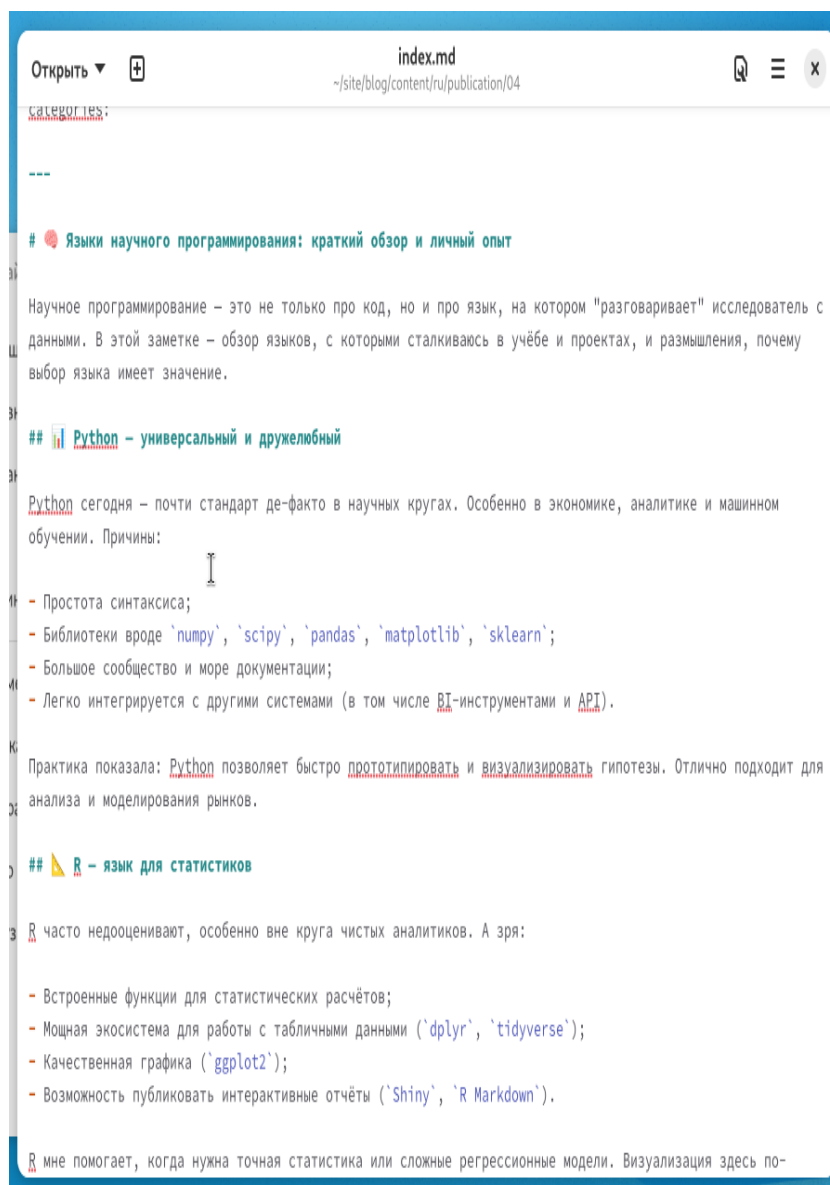 Открыть
index.md
~/site/blog/content/ru/publication/04
categories:
---
# 🧠 Языки научного программирования: краткий обзор и личный опыт
Научное программирование — это не только про код, но и про язык, на котором "разговаривает" исследователь с
данными. В этой заметке — обзор языков, с которыми сталкиваюсь в учёбе и проектах, и размышления, почему
выбор языка имеет значение.
## 📊 Python — универсальный и дружелюбный
Python сегодня — почти стандарт де-факто в научных кругах. Особенно в экономике, аналитике и машинном
обучении. Причины:
- Простота синтаксиса;
- Библиотеки вроде `numpy`, `scipy`, `pandas`, `matplotlib`, `sklearn`;
- Большое сообщество и море документации;
- Легко интегрируется с другими системами (в том числе BI-инструментами и API).
Практика показала: Python позволяет быстро прототипировать и визуализировать гипотезы. Отлично подходит для
анализа и моделирования рынков.
## 📐 R — язык для статистиков
R часто недооценивают, особенно вне круга чистых аналитиков. А зря:
- Встроенные функции для статистических расчётов;
- Мощная экосистема для работы с табличными данными (`dplyr`, `tidyverse`);
- Качественная графика (`ggplot2`);
- Возможность публиковать интерактивные отчёты (`Shiny`, `R Markdown`).
R мне помогает, когда нужна точная статистика или сложные регрессионные модели. Визуализация здесь по-